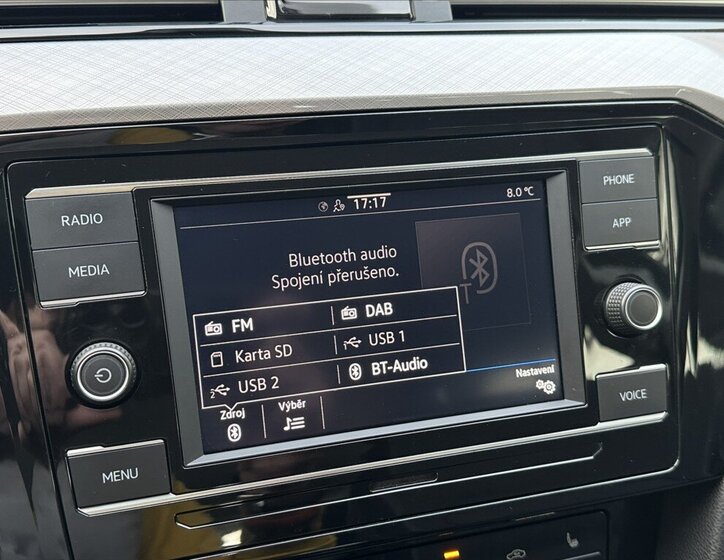 17:17
8.0 °C
RADIO
MEDIA
MENU
Bluetooth audio
Spojení přerušeno.
FM
DAB
Karta SD
USB 1
USB 2
BT-Audio
Zdroj
Výběr
Nastavení
PHONE
APP
VOICE